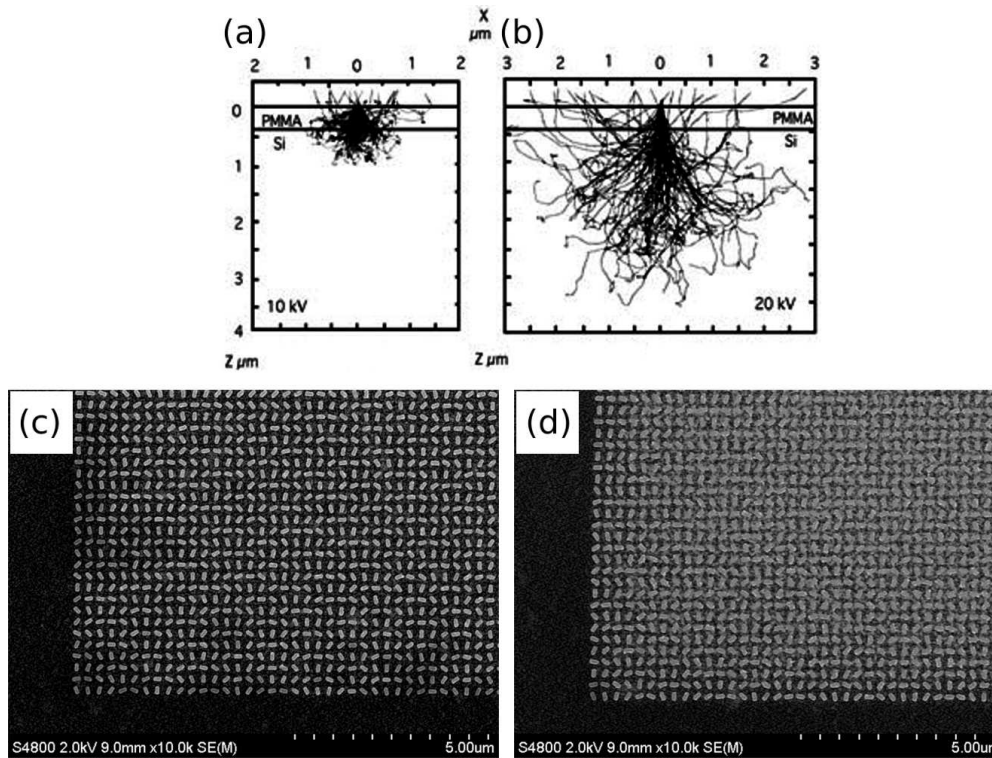 (a)
X
µm
(b)
2 1 0 1 2
3 2 1 0 1 2 3
0
PMMA
Si
1
2
3
4
10 kV
Z µm
PMMA
Si
20 kV
Z µm
(c)
(d)
S4800 2.0kV 9.0mm x10.0k SE(M) 5.00um
S4800 2.0kV 9.0mm x10.0k SE(M) 5.00um